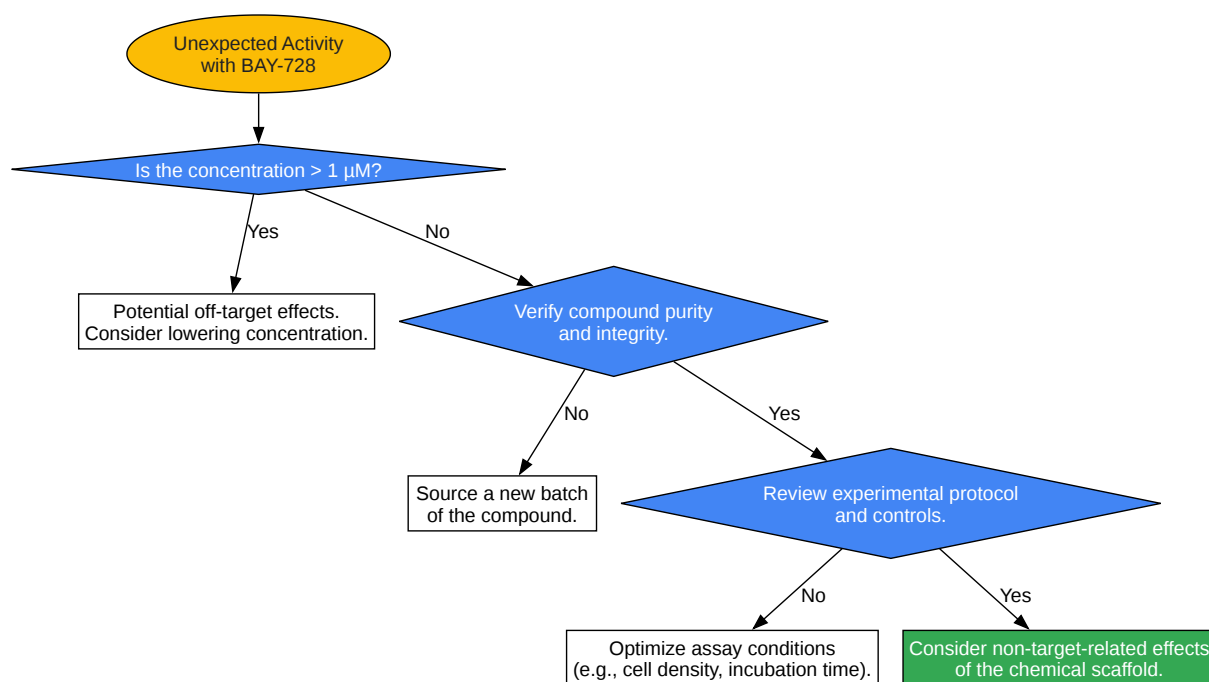 Unexpected Activity
with BAY-728
Is the concentration > 1 µM?
Yes
No
Potential off-target effects.
Consider lowering concentration.
Verify compound purity
and integrity.
No
Yes
Source a new batch
of the compound.
Review experimental protocol
and controls.
No
Yes
Optimize assay conditions
(e.g., cell density, incubation time).
Consider non-target-related effects
of the chemical scaffold.